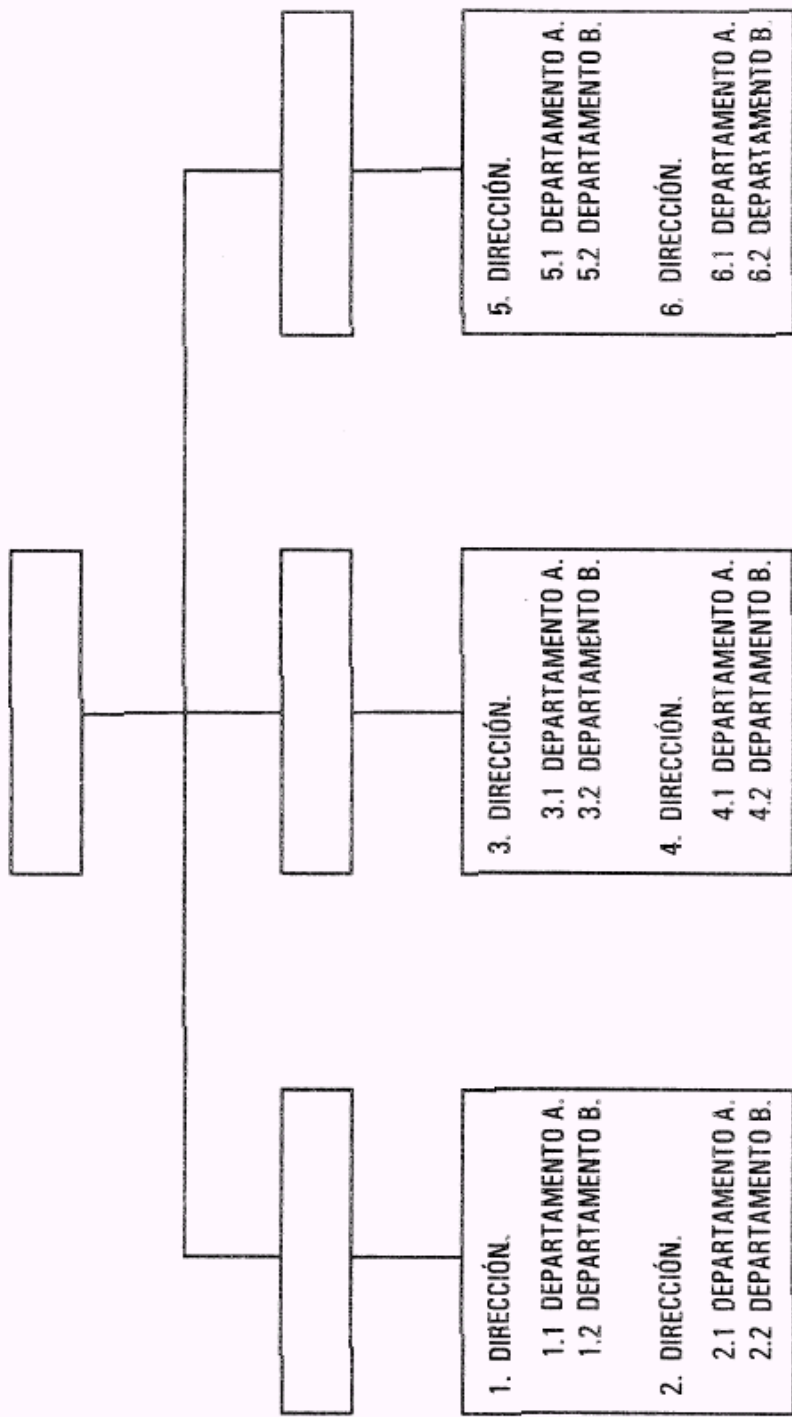 1. DIRECCIÓN.
1.1 DEPARTAMENTO A.
1.2 DEPARTAMENTO B.
2. DIRECCIÓN.
2.1 DEPARTAMENTO A.
2.2 DEPARTAMENTO B.
3. DIRECCIÓN.
3.1 DEPARTAMENTO A.
3.2 DEPARTAMENTO B.
4. DIRECCIÓN.
4.1 DEPARTAMENTO A.
4.2 DEPARTAMENTO B.
5. DIRECCIÓN.
5.1 DEPARTAMENTO A.
5.2 DEPARTAMENTO B.
6. DIRECCIÓN.
6.1 DEPARTAMENTO A.
6.2 DEPARTAMENTO B.